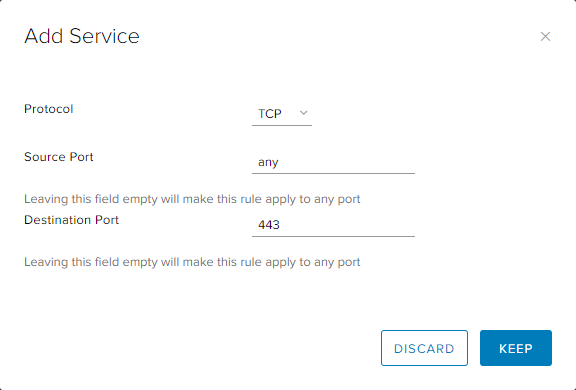 Add Service
Protocol
TCP
Source Port
any
Leaving this field empty will make this rule apply to any port
Destination Port
443
Leaving this field empty will make this rule apply to any port
DISCARD
KEEP